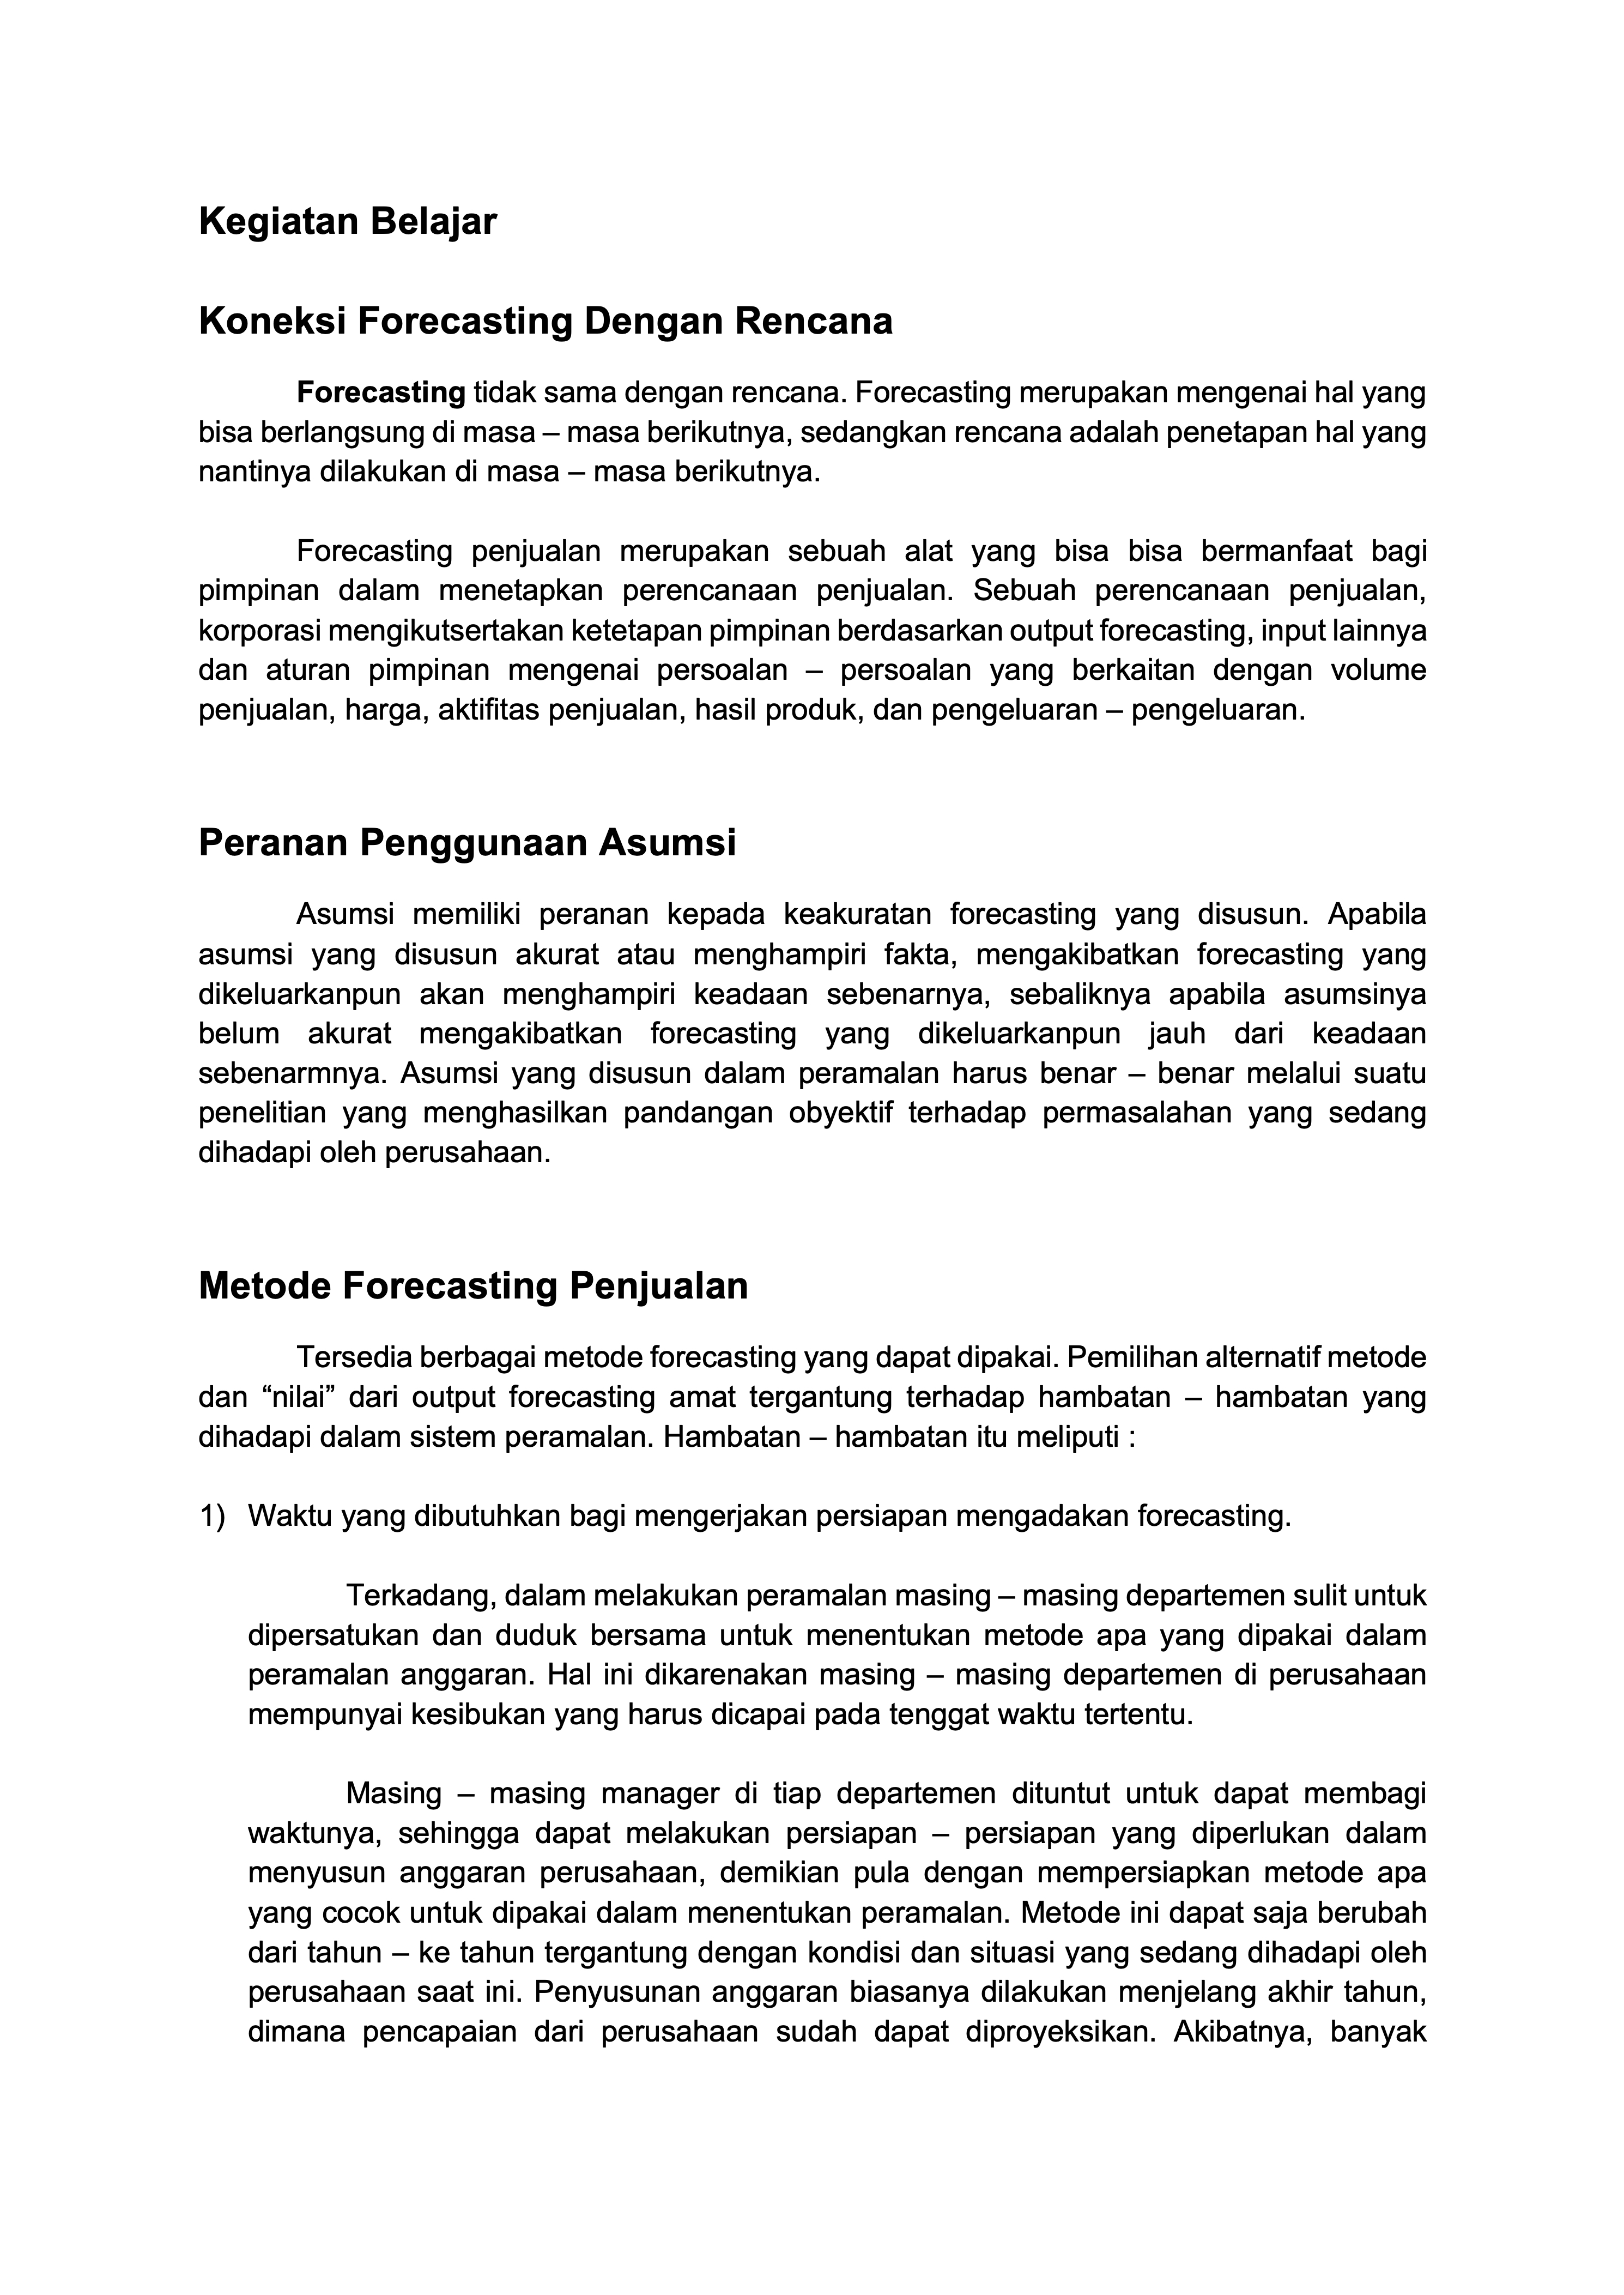 Kegiatan Belajar
Koneksi Forecasting Dengan Rencana
Forecasting tidak sama dengan rencana. Forecasting merupakan mengenai hal yang
bisa berlangsung di masa – masa berikutnya, sedangkan rencana adalah penetapan hal yang
nantinya dilakukan di masa – masa berikutnya.
Forecasting penjualan merupakan sebuah alat yang bisa bisa bermanfaat bagi
pimpinan dalam menetapkan perencanaan penjualan. Sebuah perencanaan penjualan,
korporasi mengikutsertakan ketetapan pimpinan berdasarkan output forecasting, input lainnya
dan aturan pimpinan mengenai persoalan – persoalan yang berkaitan dengan volume
penjualan, harga, aktifitas penjualan, hasil produk, dan pengeluaran – pengeluaran.
Peranan Penggunaan Asumsi
Asumsi memiliki peranan kepada keakuratan forecasting yang disusun. Apabila
asumsi yang disusun akurat atau menghampiri fakta, mengakibatkan forecasting yang
dikeluarkanpun akan menghampiri keadaan sebenarnya, sebaliknya apabila asumsinya
belum akurat mengakibatkan forecasting yang dikeluarkanpun jauh dari keadaan
sebenarmnya. Asumsi yang disusun dalam peramalan harus benar – benar melalui suatu
penelitian yang menghasilkan pandangan obyektif terhadap permasalahan yang sedang
dihadapi oleh perusahaan.
Metode Forecasting Penjualan
Tersedia berbagai metode forecasting yang dapat dipakai. Pemilihan alternatif metode
dan “nilai” dari output forecasting amat tergantung terhadap hambatan – hambatan yang
dihadapi dalam sistem peramalan. Hambatan – hambatan itu meliputi :
1) Waktu yang dibutuhkan bagi mengerjakan persiapan mengadakan forecasting.
Terkadang, dalam melakukan peramalan masing – masing departemen sulit untuk
dipersatukan dan duduk bersama untuk menentukan metode apa yang dipakai dalam
peramalan anggaran. Hal ini dikarenakan masing – masing departemen di perusahaan
mempunyai kesibukan yang harus dicapai pada tenggat waktu tertentu.
Masing – masing manager di tiap departemen dituntut untuk dapat membagi
waktunya, sehingga dapat melakukan persiapan – persiapan yang diperlukan dalam
menyusun anggaran perusahaan, demikian pula dengan mempersiapkan metode apa
yang cocok untuk dipakai dalam menentukan peramalan. Metode ini dapat saja berubah
dari tahun – ke tahun tergantung dengan kondisi dan situasi yang sedang dihadapi oleh
perusahaan saat ini. Penyusunan anggaran biasanya dilakukan menjelang akhir tahun,
dimana pencapaian dari perusahaan sudah dapat diproyeksikan. Akibatnya, banyak